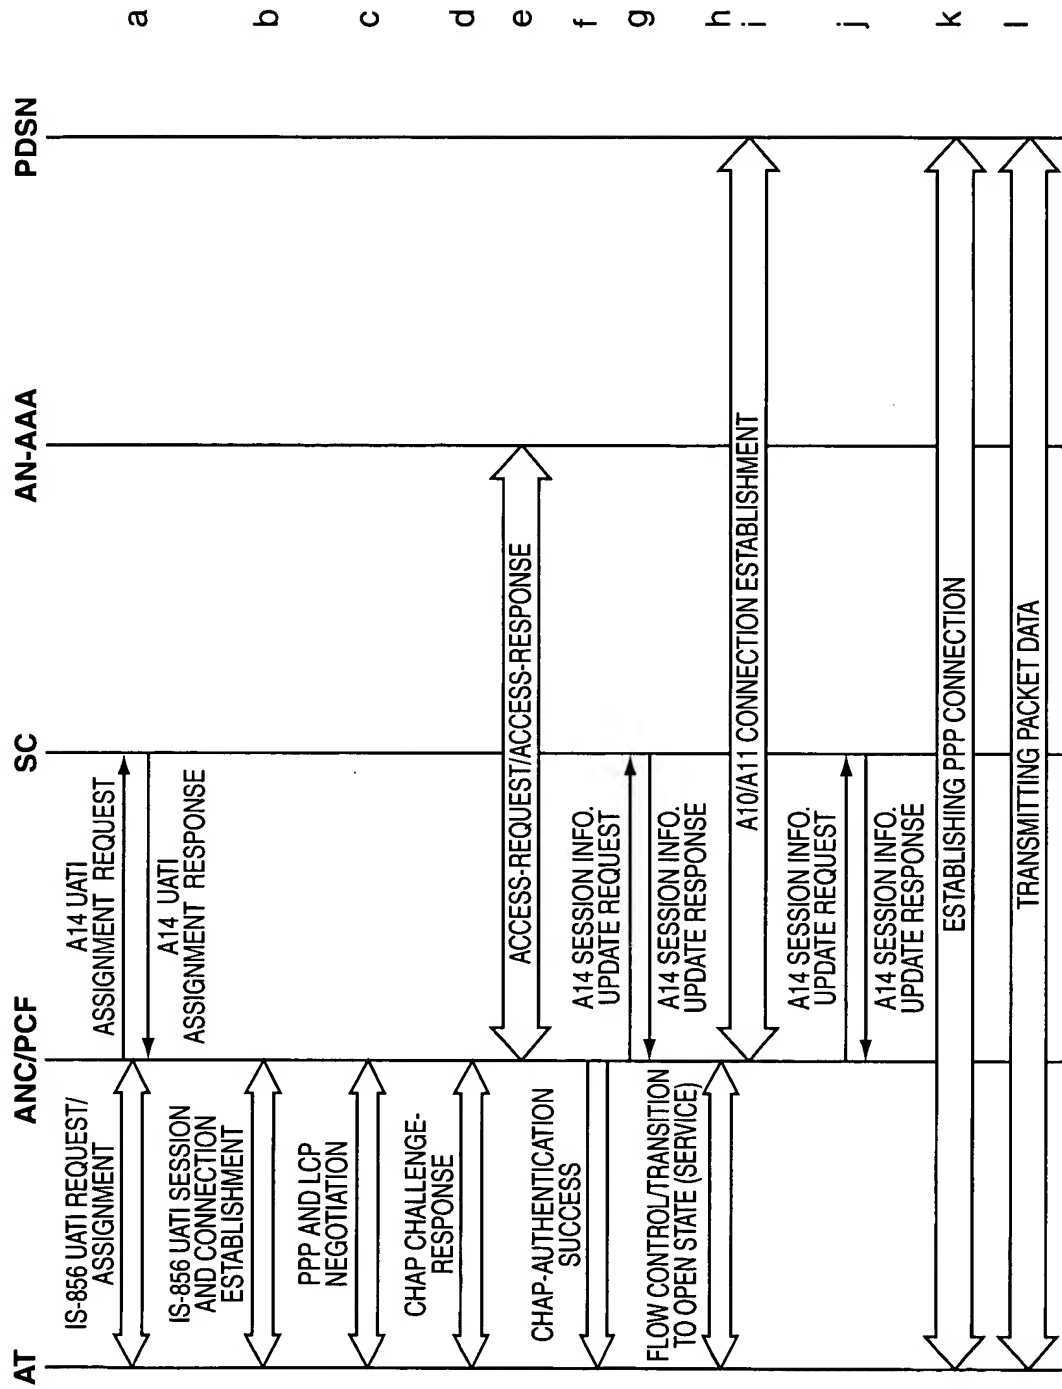 AT
ANC/PCF
SC
AN-AAA
PDSN
IS-856 UATI REQUEST/
ASSIGNMENT
A14 UATI
ASSIGNMENT REQUEST
A14 UATI
ASSIGNMENT RESPONSE
a
IS-856 UATI SESSION
AND CONNECTION
ESTABLISHMENT
b
PPP AND LCP
NEGOTIATION
c
CHAP CHALLENGE-
RESPONSE
d
ACCESS-REQUEST/ACCESS-RESPONSE
e
CHAP-AUTHENTICATION
SUCCESS
f
A14 SESSION INFO.
UPDATE REQUEST
A14 SESSION INFO.
UPDATE RESPONSE
g
FLOW CONTROL/TRANSITION
TO OPEN STATE (SERVICE)
h
A10/A11 CONNECTION ESTABLISHMENT
i
A14 SESSION INFO.
UPDATE REQUEST
A14 SESSION INFO.
UPDATE RESPONSE
j
ESTABLISHING PPP CONNECTION
k
TRANSMITTING PACKET DATA
l